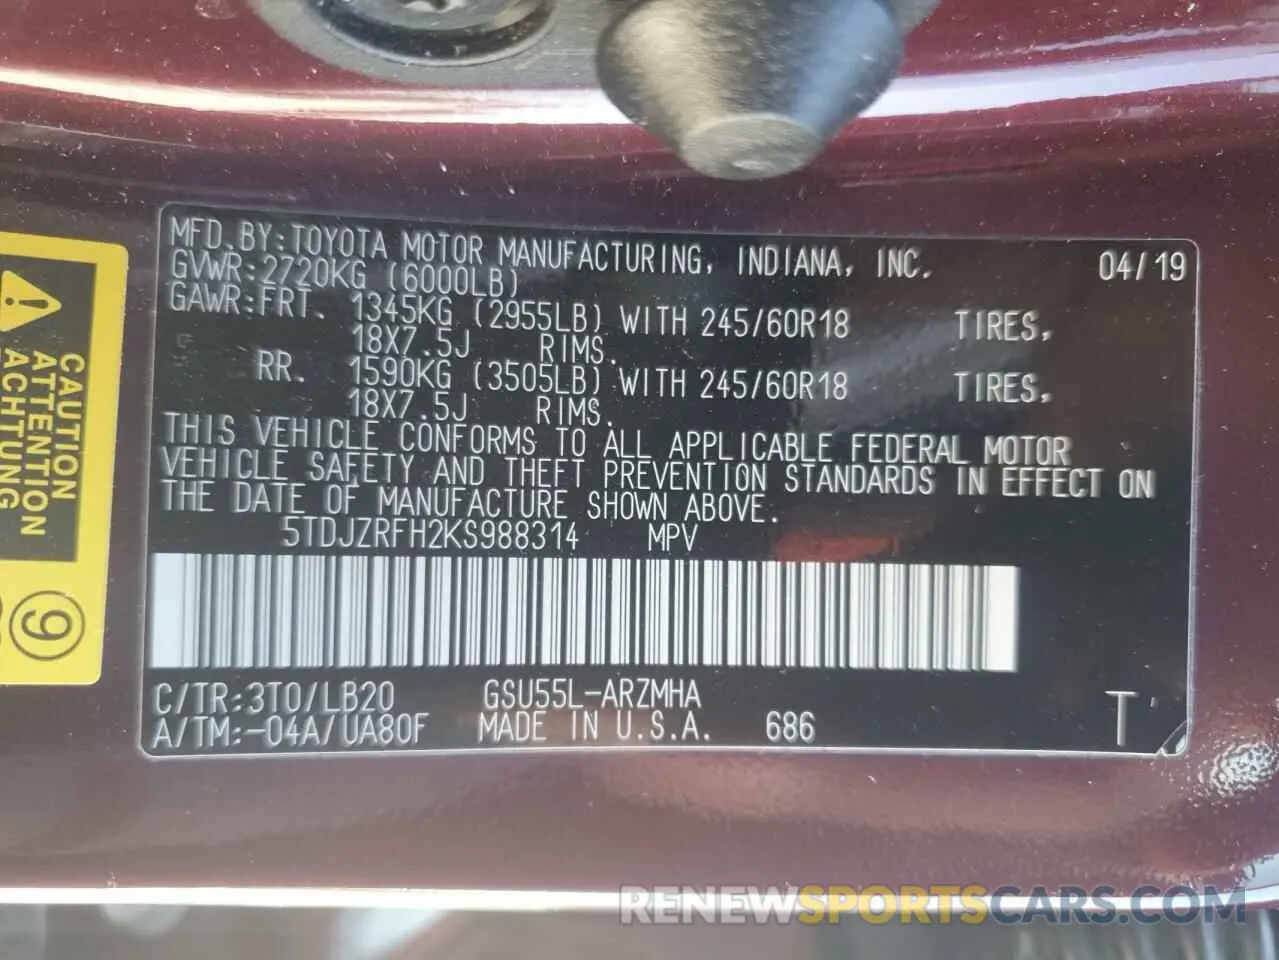 MFD.BY:TOYOTA MOTOR MANUFACTURING, INDIANA, INC. 04/19
GVWR:2720KG (6000LB)
GAWR:FRT. 1345KG (2955LB) WITH 245/60R18 TIRES,
18X7.5J RIMS.
RR. 1590KG (3505LB) WITH 245/60R18 TIRES,
18X7.5J RIMS.
THIS VEHICLE CONFORMS TO ALL APPLICABLE FEDERAL MOTOR
VEHICLE SAFETY AND THEFT PREVENTION STANDARDS IN EFFECT ON
THE DATE OF MANUFACTURE SHOWN ABOVE.
5TDJZRFH2KS988314 MPV
C/TR:3T0/LB20 GSU55L-ARZMHA
A/TM:-04A/UA80F MADE IN U.S.A. 686 T
CAUTION
ATTENTION
ACHTUNG
9
RENEWSPORTSCARS.COM